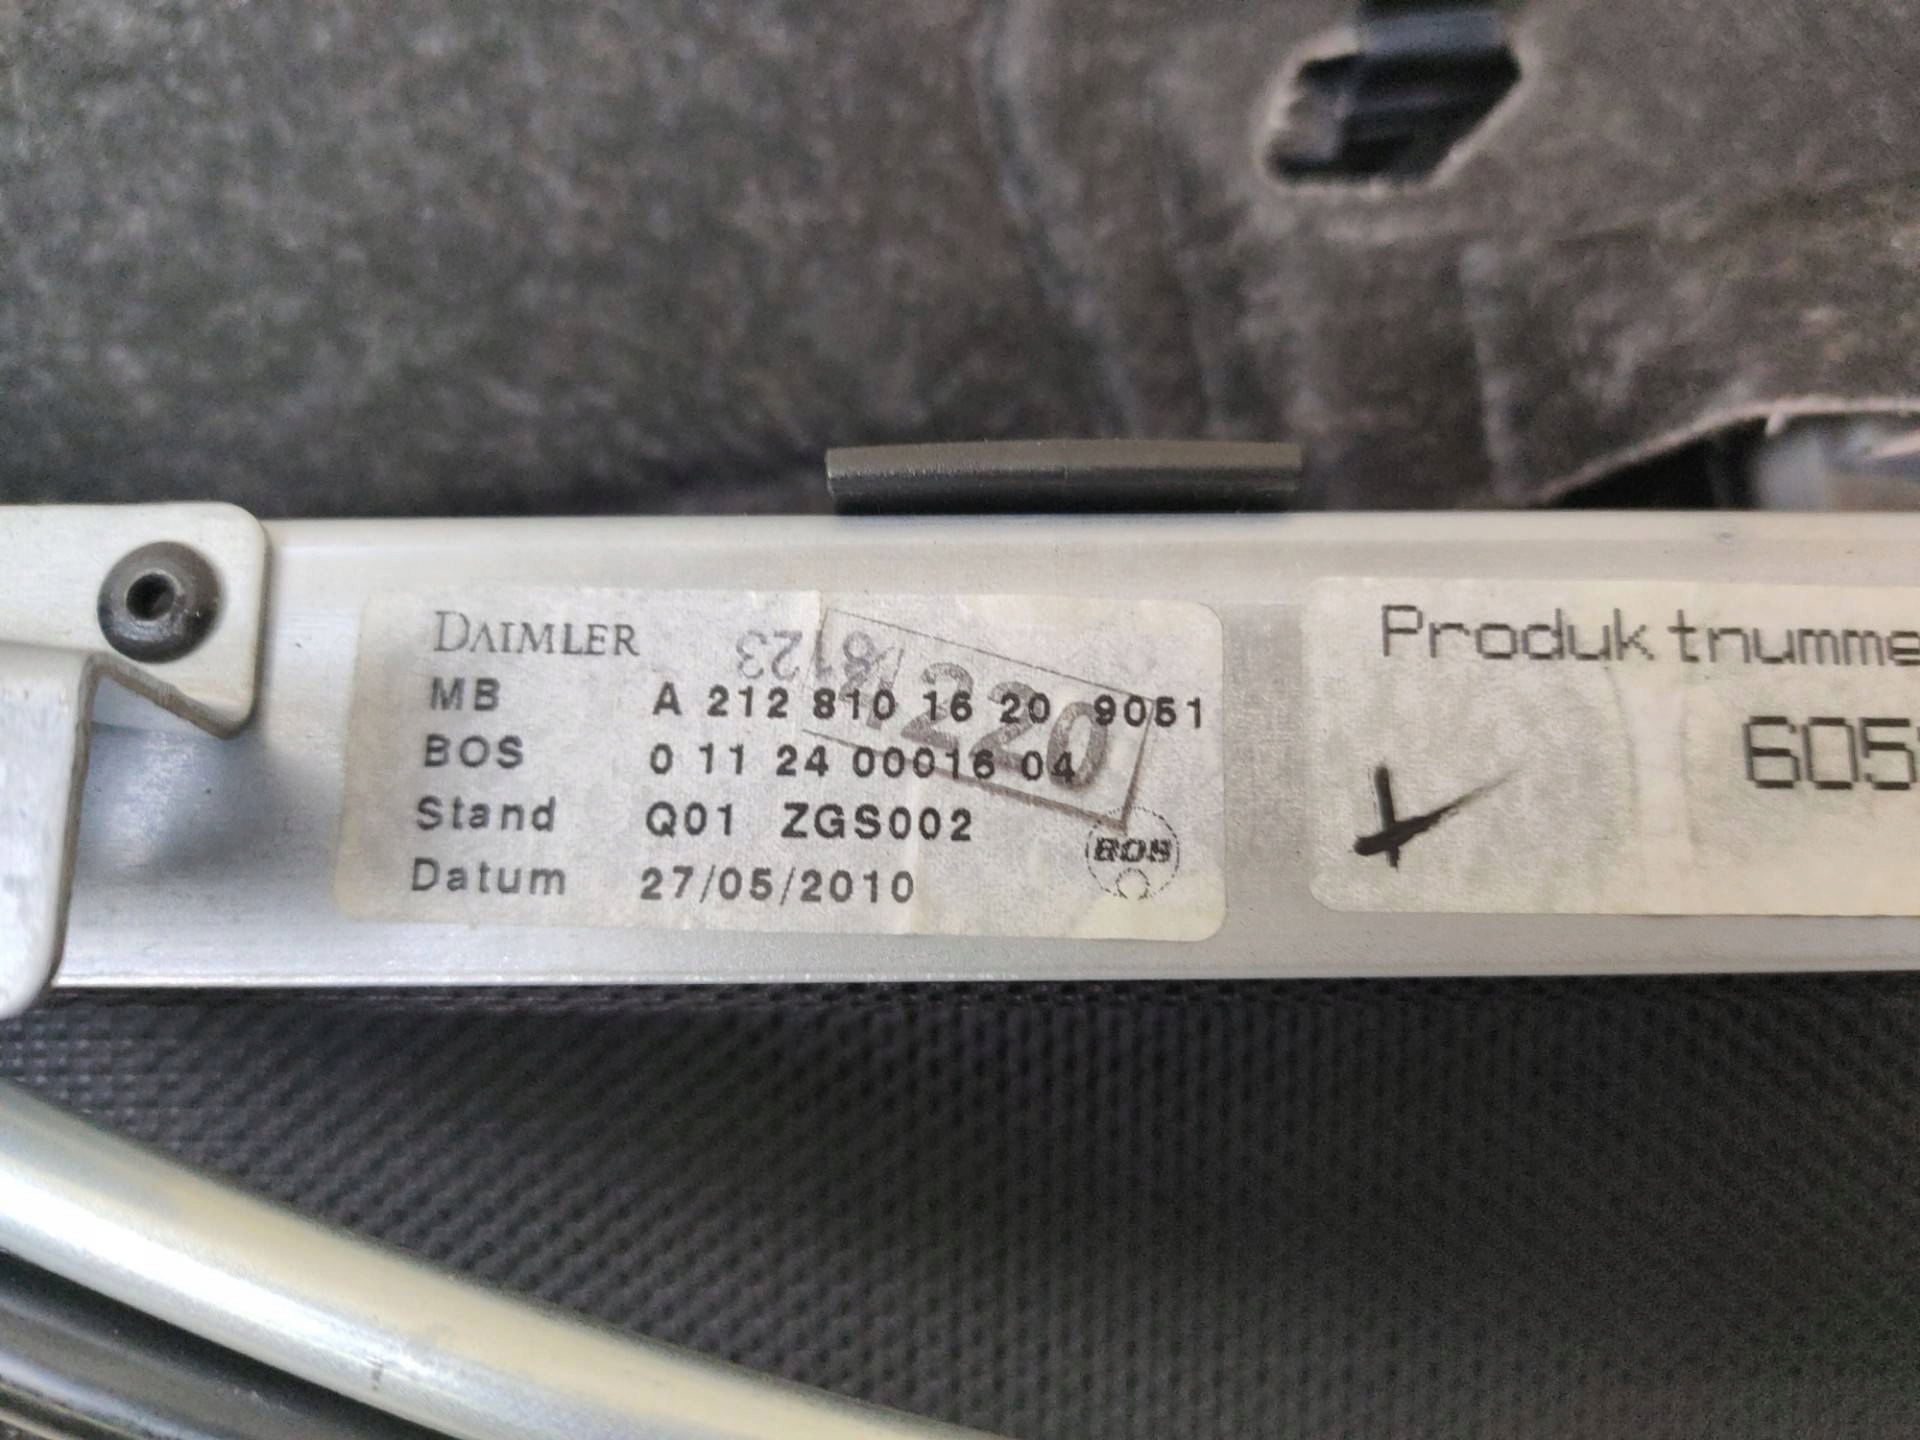 DAIMLER
MB A 212 810 16 20 9051
BOS 0 11 24 00016 04
Stand Q01 ZGS002
Datum 27/05/2010
BOS
8123
1220
Produktnumme
605